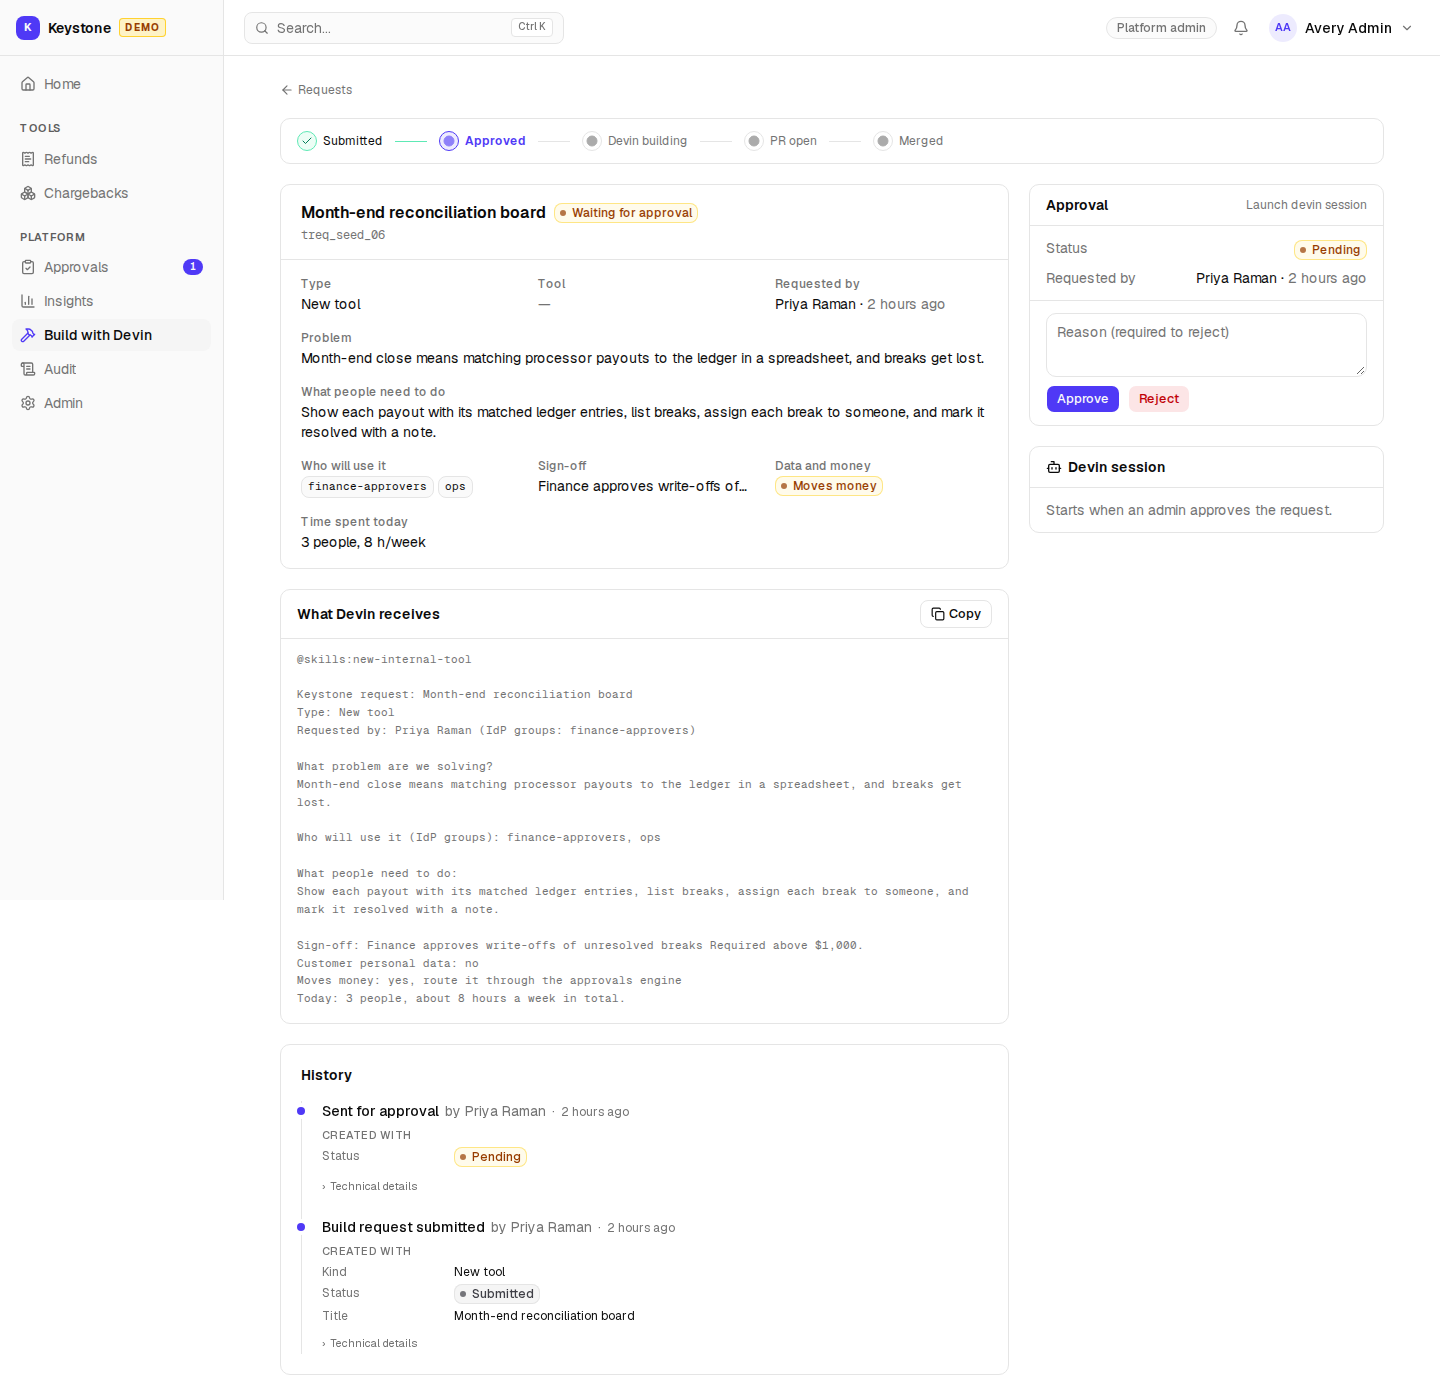 K Keystone DEMO
Search... Ctrl K
Platform admin
AA Avery Admin
Home
TOOLS
Refunds
Chargebacks
PLATFORM
Approvals 1
Insights
Build with Devin
Audit
Admin
Requests
Submitted Approved Devin building PR open Merged
Month-end reconciliation board Waiting for approval
treq_seed_06
Type Tool Requested by
New tool — Priya Raman · 2 hours ago
Problem
Month-end close means matching processor payouts to the ledger in a spreadsheet, and breaks get lost.
What people need to do
Show each payout with its matched ledger entries, list breaks, assign each break to someone, and mark it
resolved with a note.
Who will use it Sign-off Data and money
finance-approvers ops Finance approves write-offs of… Moves money
Time spent today
3 people, 8 h/week
Approval Launch devin session
Status Pending
Requested by Priya Raman · 2 hours ago
Reason (required to reject)
Approve Reject
Devin session
Starts when an admin approves the request.
What Devin receives Copy
@skills:new-internal-tool
Keystone request: Month-end reconciliation board
Type: New tool
Requested by: Priya Raman (IdP groups: finance-approvers)
What problem are we solving?
Month-end close means matching processor payouts to the ledger in a spreadsheet, and breaks get
lost.
Who will use it (IdP groups): finance-approvers, ops
What people need to do:
Show each payout with its matched ledger entries, list breaks, assign each break to someone, and
mark it resolved with a note.
Sign-off: Finance approves write-offs of unresolved breaks Required above $1,000.
Customer personal data: no
Moves money: yes, route it through the approvals engine
Today: 3 people, about 8 hours a week in total.
History
Sent for approval by Priya Raman · 2 hours ago
CREATED WITH
Status Pending
› Technical details
Build request submitted by Priya Raman · 2 hours ago
CREATED WITH
Kind New tool
Status Submitted
Title Month-end reconciliation board
› Technical details